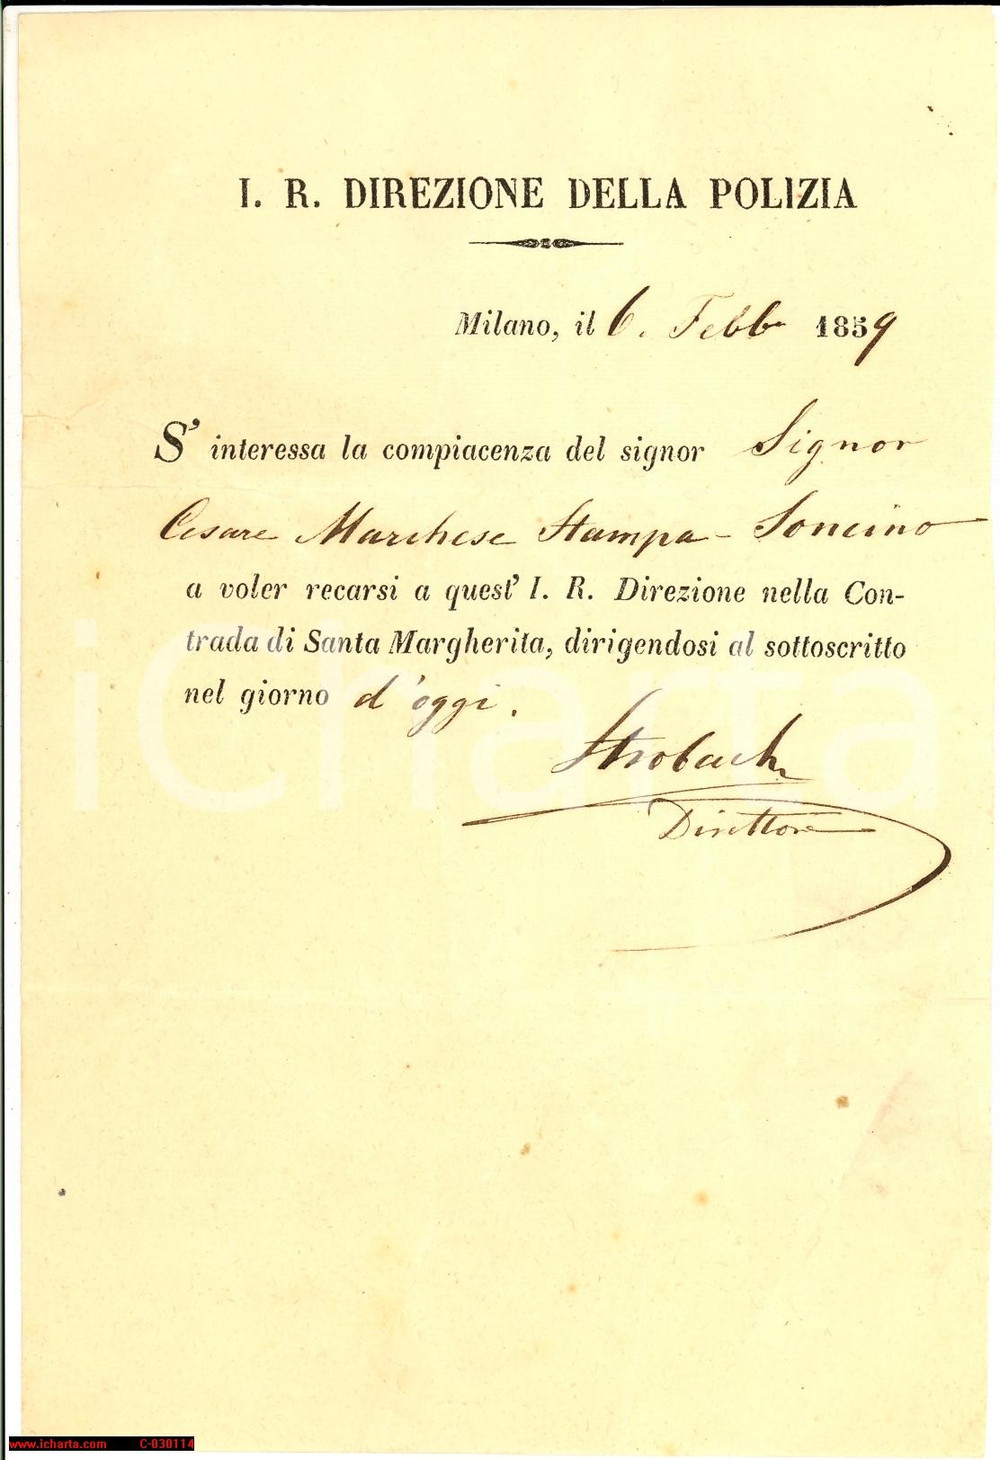 I. R. DIREZIONE DELLA POLIZIA
Milano, il 6. Febb. 1859
S' interessa la compiacenza del signor Signor
Cesare Marchese Stampa-Soncino
a voler recarsi a quest' I. R. Direzione nella Con-
trada di Santa Margherita, dirigendosi al sottoscritto
nel giorno d'oggi.
Strobach
Direttore
iCharta
www.icharta.com C-030114